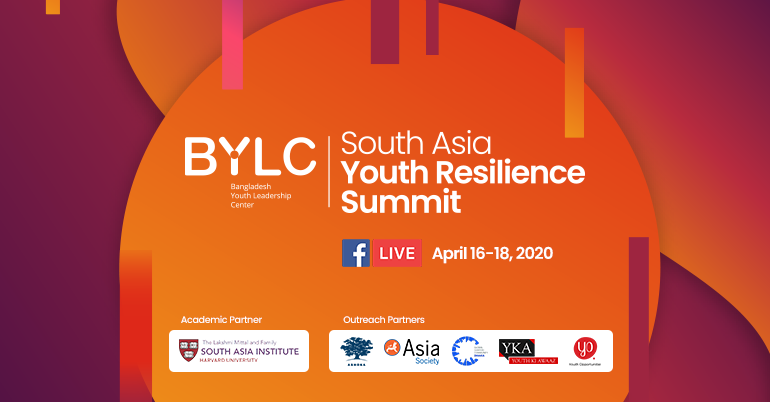 BYLC
Bangladesh
Youth Leadership
Center
South Asia
Youth Resilience
Summit
f LIVE April 16-18, 2020
Academic Partner
The Lakshmi Mittal and Family
SOUTH ASIA INSTITUTE
HARVARD UNIVERSITY
Outreach Partners
Asia
Society
YKA
YOUTH KI AWAAZ
yo
Youth Opportunities